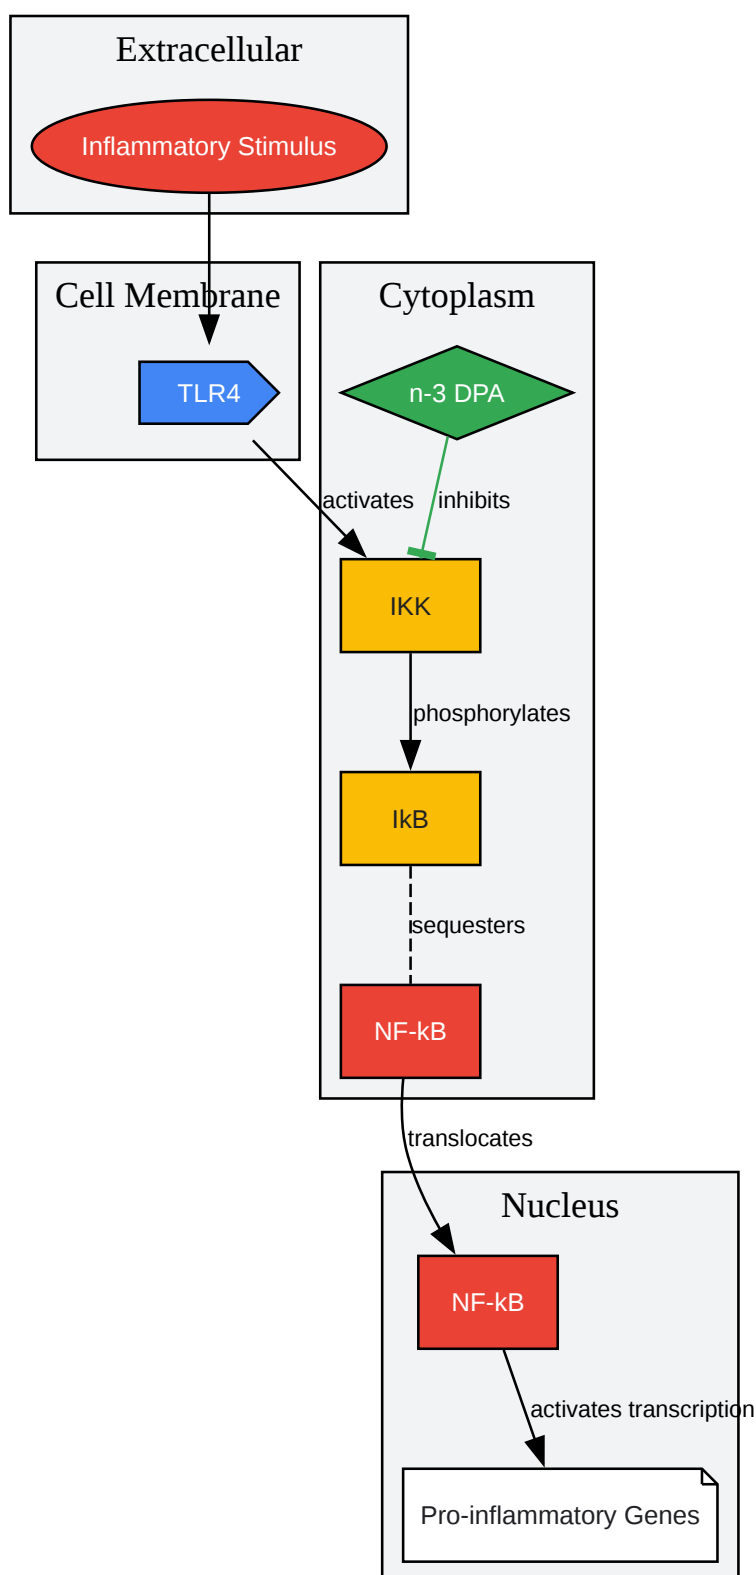 Extracellular
Inflammatory Stimulus
Cell Membrane
Cytoplasm
TLR4
n-3 DPA
activates
inhibits
IKK
phosphorylates
IkB
sequesters
NF-kB
translocates
Nucleus
NF-kB
activates transcription
Pro-inflammatory Genes